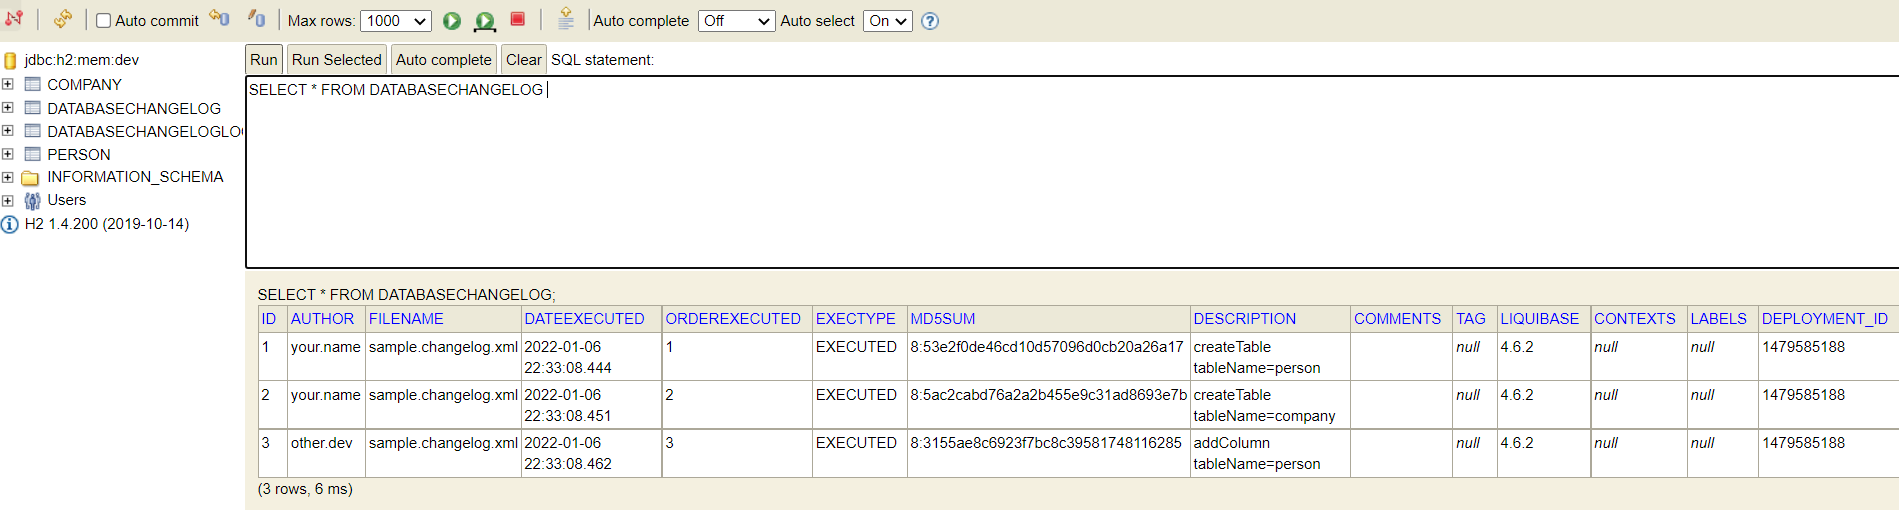 Auto commit Max rows: 1000 Auto complete Off Auto select On
jdbc:h2:mem:dev
COMPANY
DATABASECHANGELOG
DATABASECHANGELOGLO
PERSON
INFORMATION_SCHEMA
Users
H2 1.4.200 (2019-10-14)
Run Run Selected Auto complete Clear SQL statement:
SELECT * FROM DATABASECHANGELOG
SELECT * FROM DATABASECHANGELOG;
ID AUTHOR FILENAME DATEEXECUTED ORDEREXECUTED EXECTYPE MD5SUM DESCRIPTION COMMENTS TAG LIQUIBASE CONTEXTS LABELS DEPLOYMENT_ID
1 your.name sample.changelog.xml 2022-01-06 1 EXECUTED 8:53e2f0de46cd10d57096d0cb20a26a17 createTable null 4.6.2 null null 1479585188
22:33:08.444 tableName=person
2 your.name sample.changelog.xml 2022-01-06 2 EXECUTED 8:5ac2cabd76a2a2b455e9c31ad8693e7b createTable null 4.6.2 null null 1479585188
22:33:08.451 tableName=company
3 other.dev sample.changelog.xml 2022-01-06 3 EXECUTED 8:3155ae8c6923f7bc8c39581748116285 addColumn null 4.6.2 null null 1479585188
22:33:08.462 tableName=person
(3 rows, 6 ms)